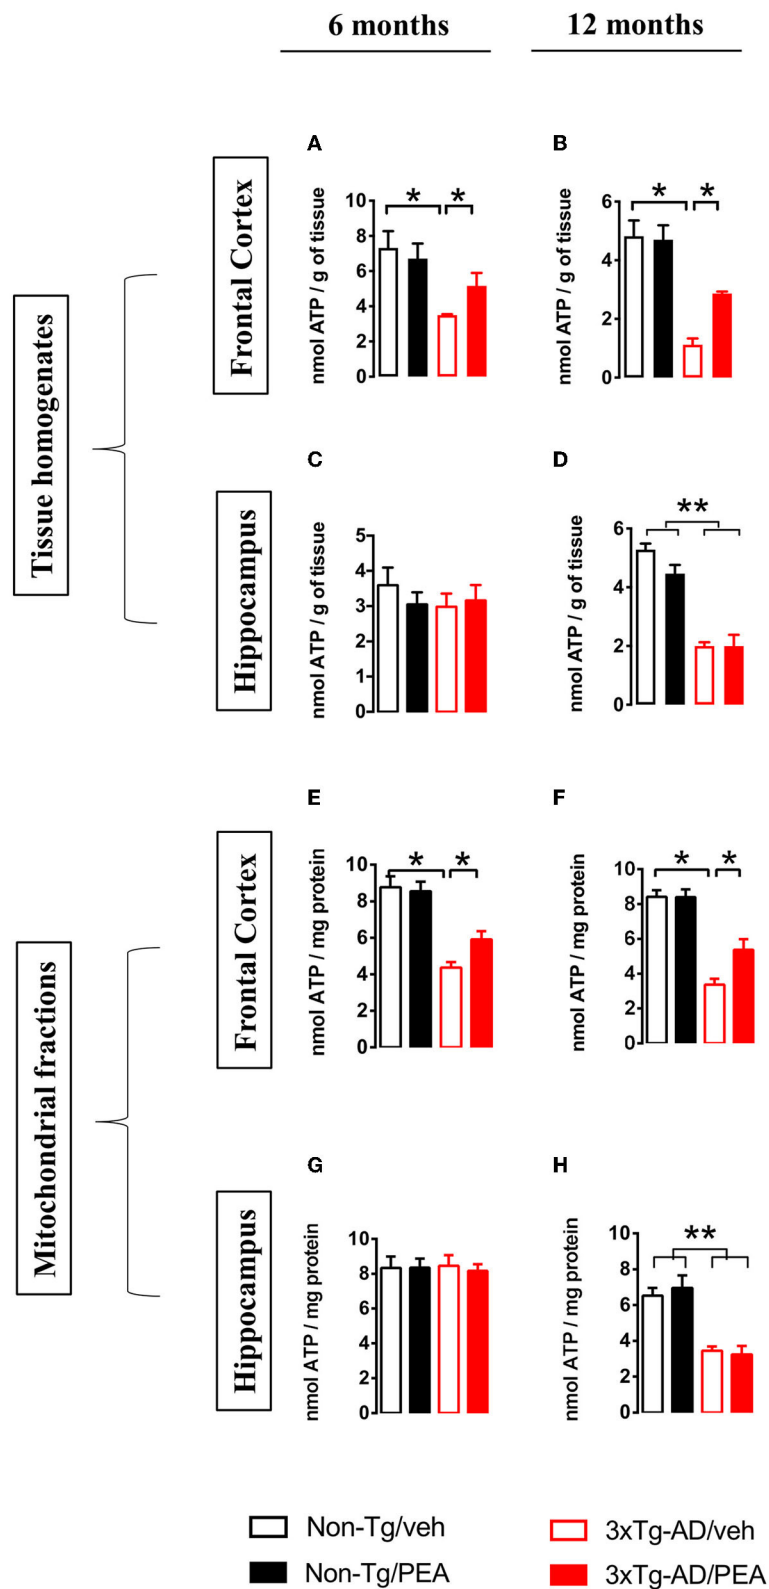 6 months
12 months
Tissue homogenates
Frontal Cortex
A
* *
nmol ATP / g of tissue
10
8
6
4
2
0
B
* *
nmol ATP / g of tissue
6
4
2
0
Hippocampus
C
nmol ATP / g of tissue
5
4
3
2
1
0
D
**
nmol ATP / g of tissue
6
4
2
0
Mitochondrial fractions
Frontal Cortex
E
* *
nmol ATP / mg protein
10
8
6
4
2
0
F
* *
nmol ATP / mg protein
10
8
6
4
2
0
Hippocampus
G
nmol ATP / mg protein
10
8
6
4
2
0
H
**
nmol ATP / mg protein
10
8
6
4
2
0
Non-Tg/veh
3xTg-AD/veh
Non-Tg/PEA
3xTg-AD/PEA